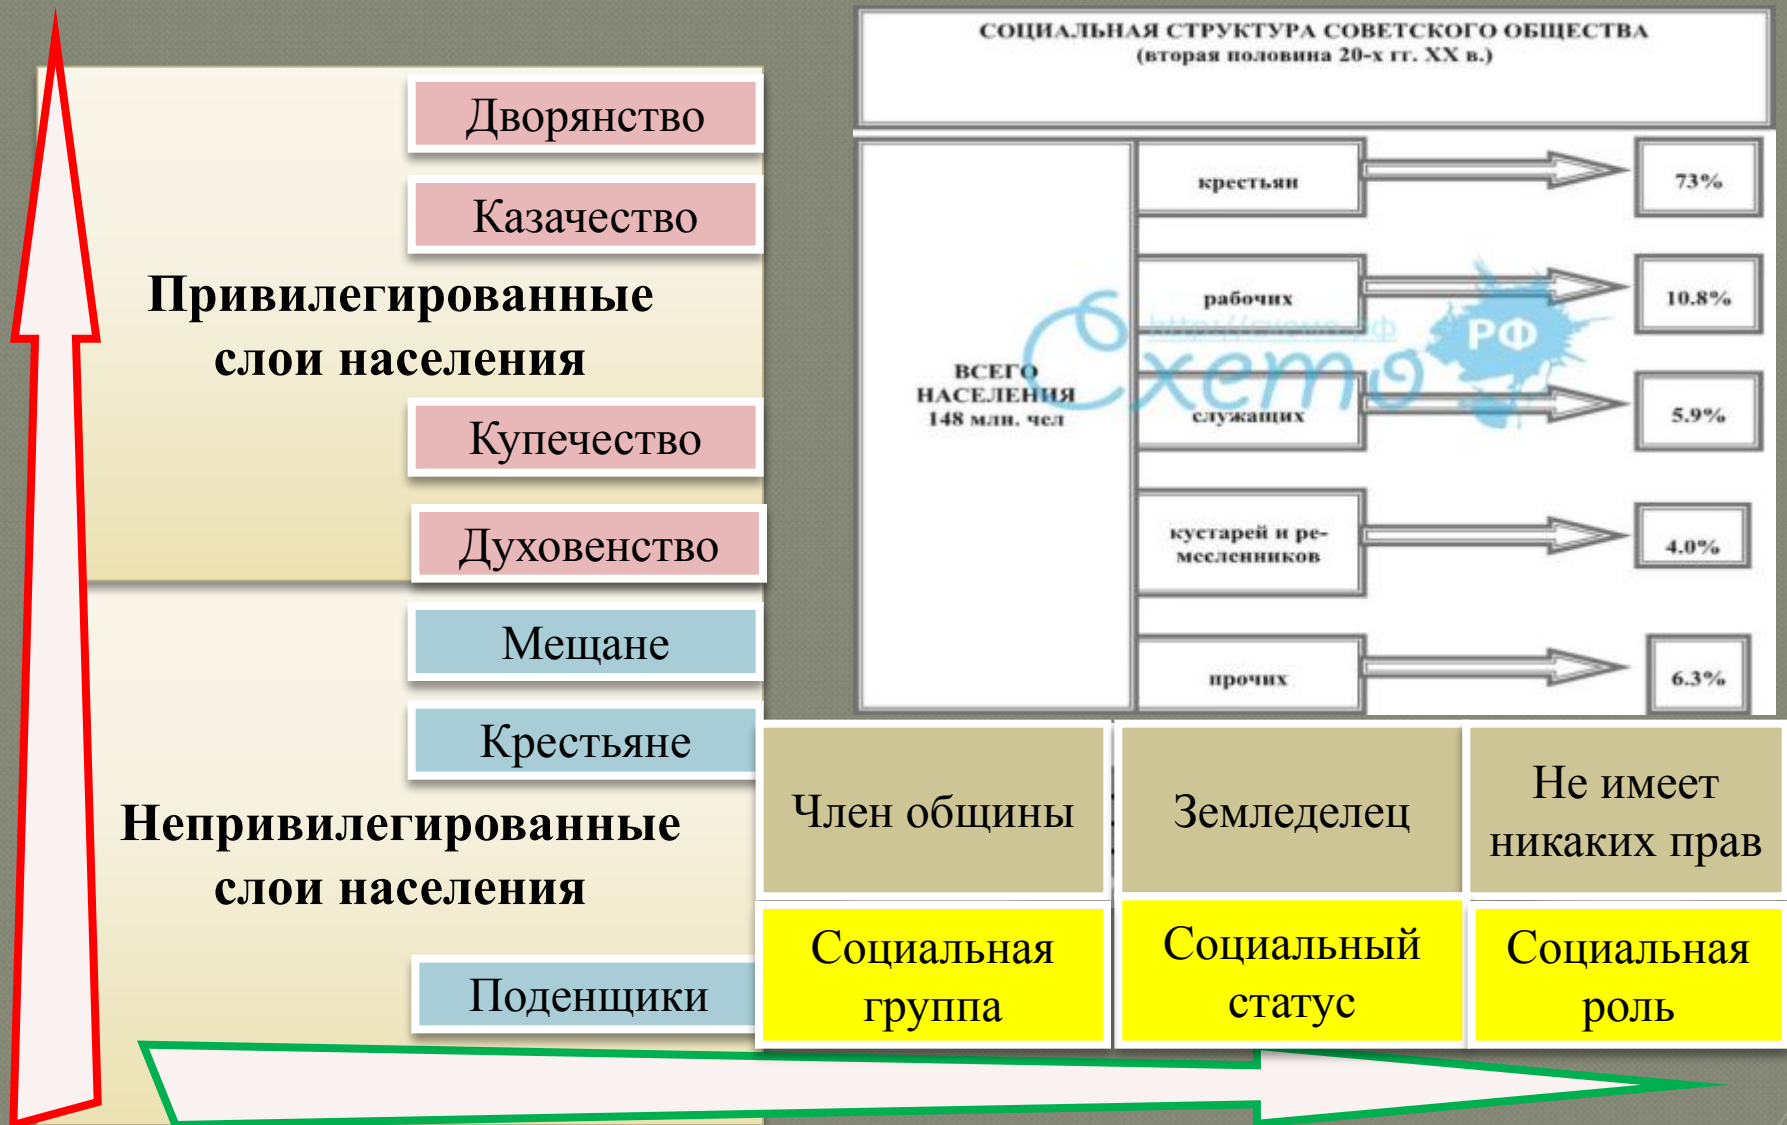 Дворянство
Казачество
Привилегированные
слои населения
Купечество
Духовенство
Мещане
Крестьяне
Непривилегированные
слои населения
Поденщики
СОЦИАЛЬНАЯ СТРУКТУРА СОВЕТСКОГО ОБЩЕСТВА
(вторая половина 20-х гг. XX в.)
ВСЕГО
НАСЕЛЕНИЯ
148 млн. чел
крестьян
73%
рабочих
10.8%
служащих
5.9%
кустарей и ре-
месленников
4.0%
прочих
6.3%
Схемо
РФ
Член общины
Земледелец
Не имеет
никаких прав
Социальная
группа
Социальный
статус
Социальная
роль